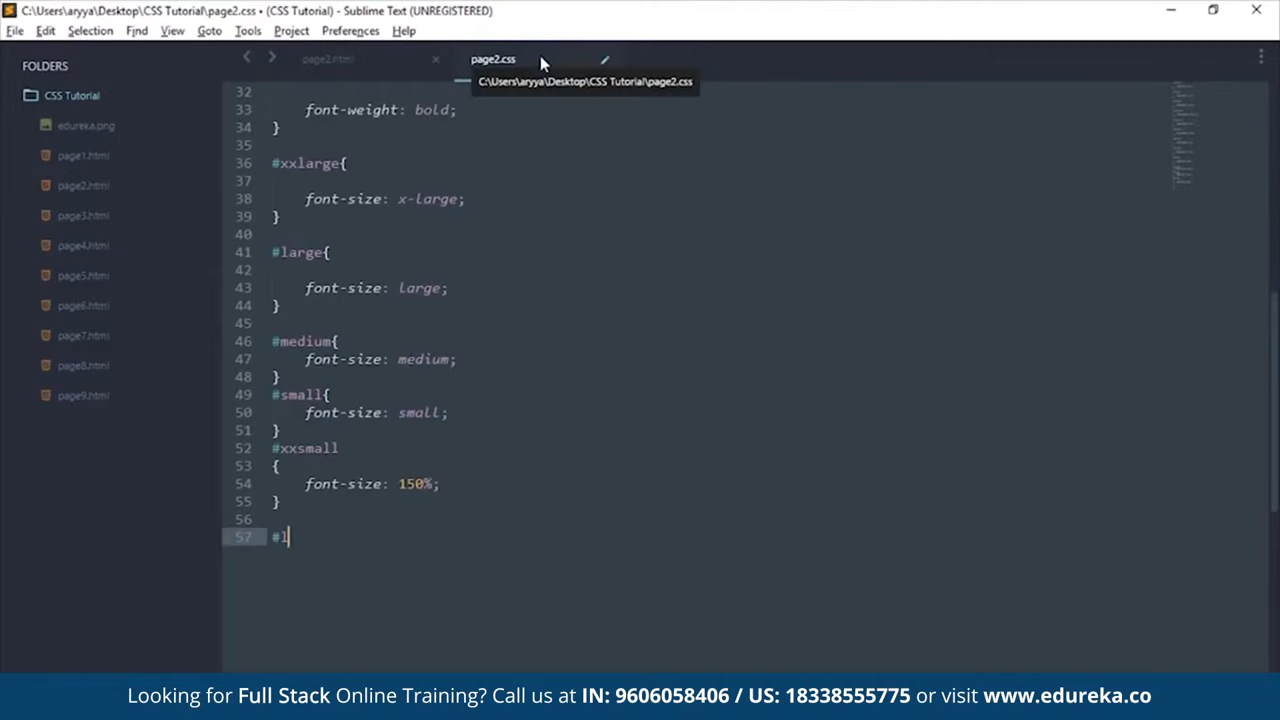 C:\Users\aryya\Desktop\CSS Tutorial\page2.css • (CSS Tutorial) - Sublime Text (UNREGISTERED)
File Edit Selection Find View Goto Tools Project Preferences Help
FOLDERS
CSS Tutorial
edureka.png
page1.html
page2.html
page3.html
page4.html
page5.html
page6.html
page7.html
page8.html
page9.html
page2.html
page2.css
C:\Users\aryya\Desktop\CSS Tutorial\page2.css
32
33 font-weight: bold;
34 }
35
36 #xxlarge{
37
38 font-size: x-large;
39 }
40
41 #large{
42
43 font-size: large;
44 }
45
46 #medium{
47 font-size: medium;
48 }
49 #small{
50 font-size: small;
51 }
52 #xxsmall
53 {
54 font-size: 150%;
55 }
56
57 #l
Looking for Full Stack Online Training? Call us at IN: 9606058406 / US: 18338555775 or visit www.edureka.co